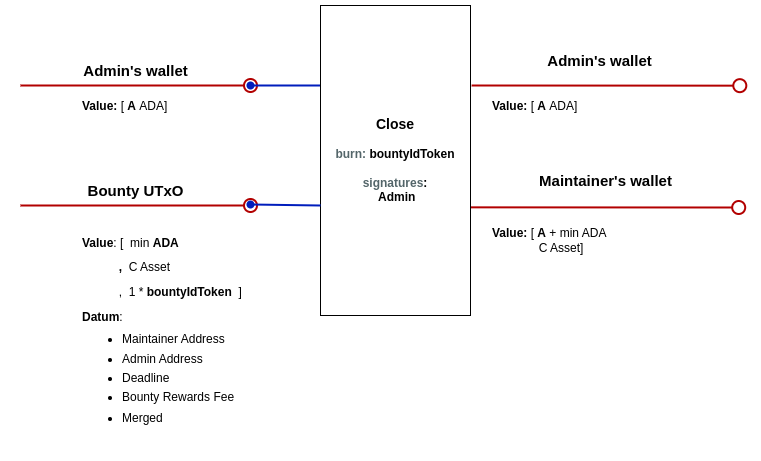 Admin's wallet
Value: [ A ADA]
Bounty UTxO
Value: [ min ADA
, C Asset
, 1 * bountyIdToken ]
Datum:
• Maintainer Address
• Admin Address
• Deadline
• Bounty Rewards Fee
• Merged
Close
burn: bountyIdToken
signatures:
Admin
Admin's wallet
Value: [ A ADA]
Maintainer's wallet
Value: [ A + min ADA
C Asset]